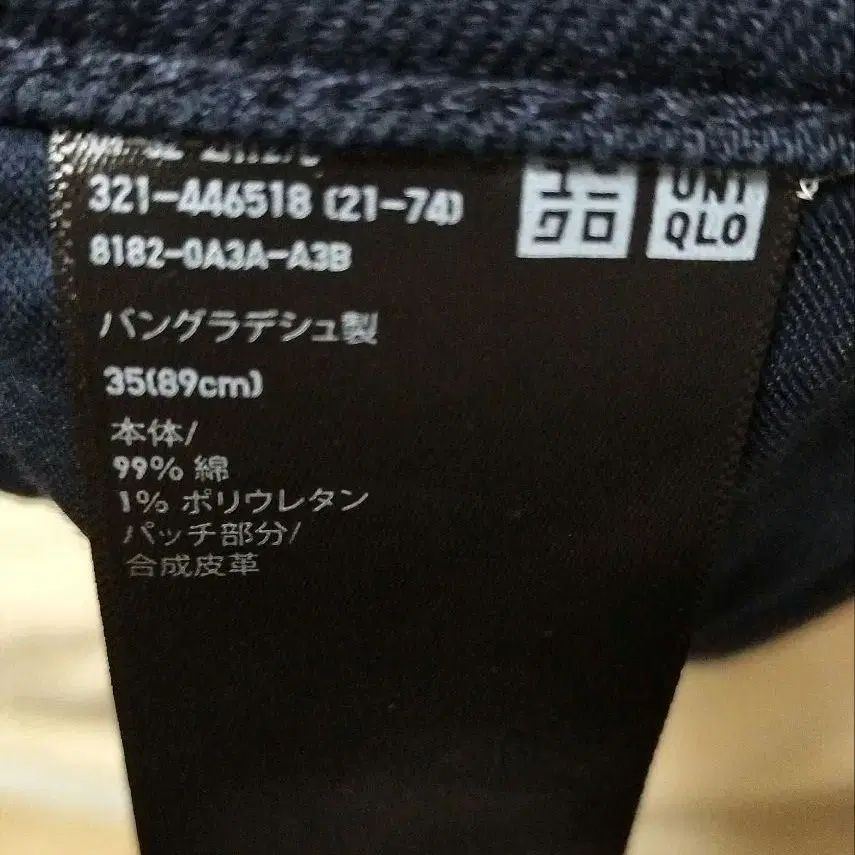 321-446518 (21-74)
8182-0A3A-A3B
ユニ
クロ
UNI
QLO
バングラデシュ製
35(89cm)
本体/
99% 綿
1% ポリウレタン
パッチ部分/
合成皮革